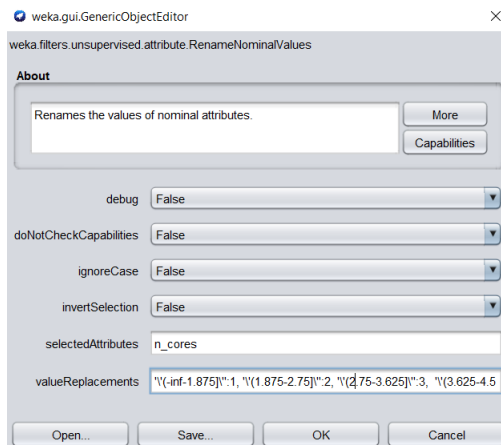 weka.gui.GenericObjectEditor
weka.filters.unsupervised.attribute.RenameNominalValues
About
Renames the values of nominal attributes.
More
Capabilities
debug False
doNotCheckCapabilities False
ignoreCase False
invertSelection False
selectedAttributes n_cores
valueReplacements '\'(-inf-1.875]\'':1, '\'(1.875-2.75]\'':2, '\'(2.75-3.625]\'':3,  '\'(3.625-4.5
Open... Save... OK Cancel